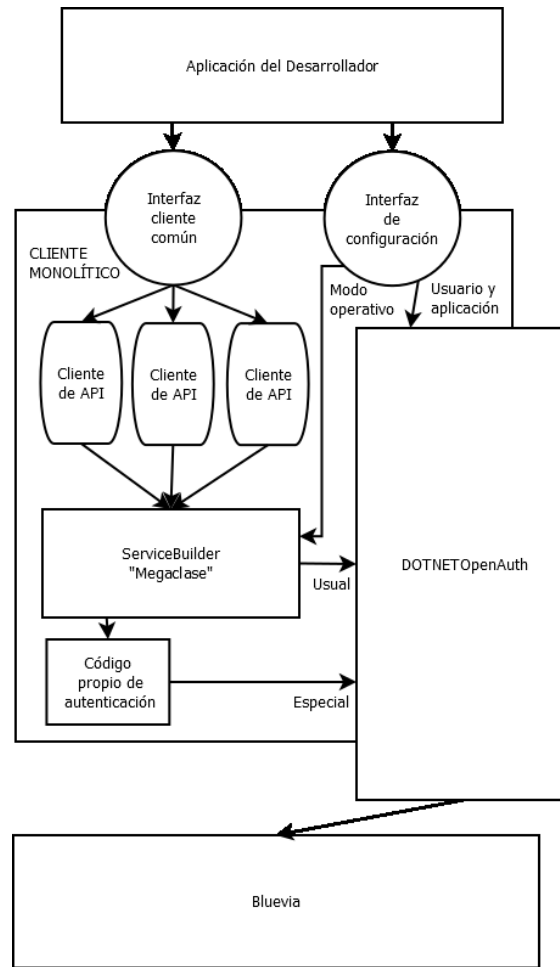 Aplicación del Desarrollador
Interfaz
cliente
común
Interfaz
de
configuración
CLIENTE
MONOLÍTICO
Modo
operativo
Usuario y
aplicación
Cliente
de API
Cliente
de API
Cliente
de API
ServiceBuilder
"Megaclase"
Usual
DOTNETOpenAuth
Código
propio de
autenticación
Especial
Bluevia